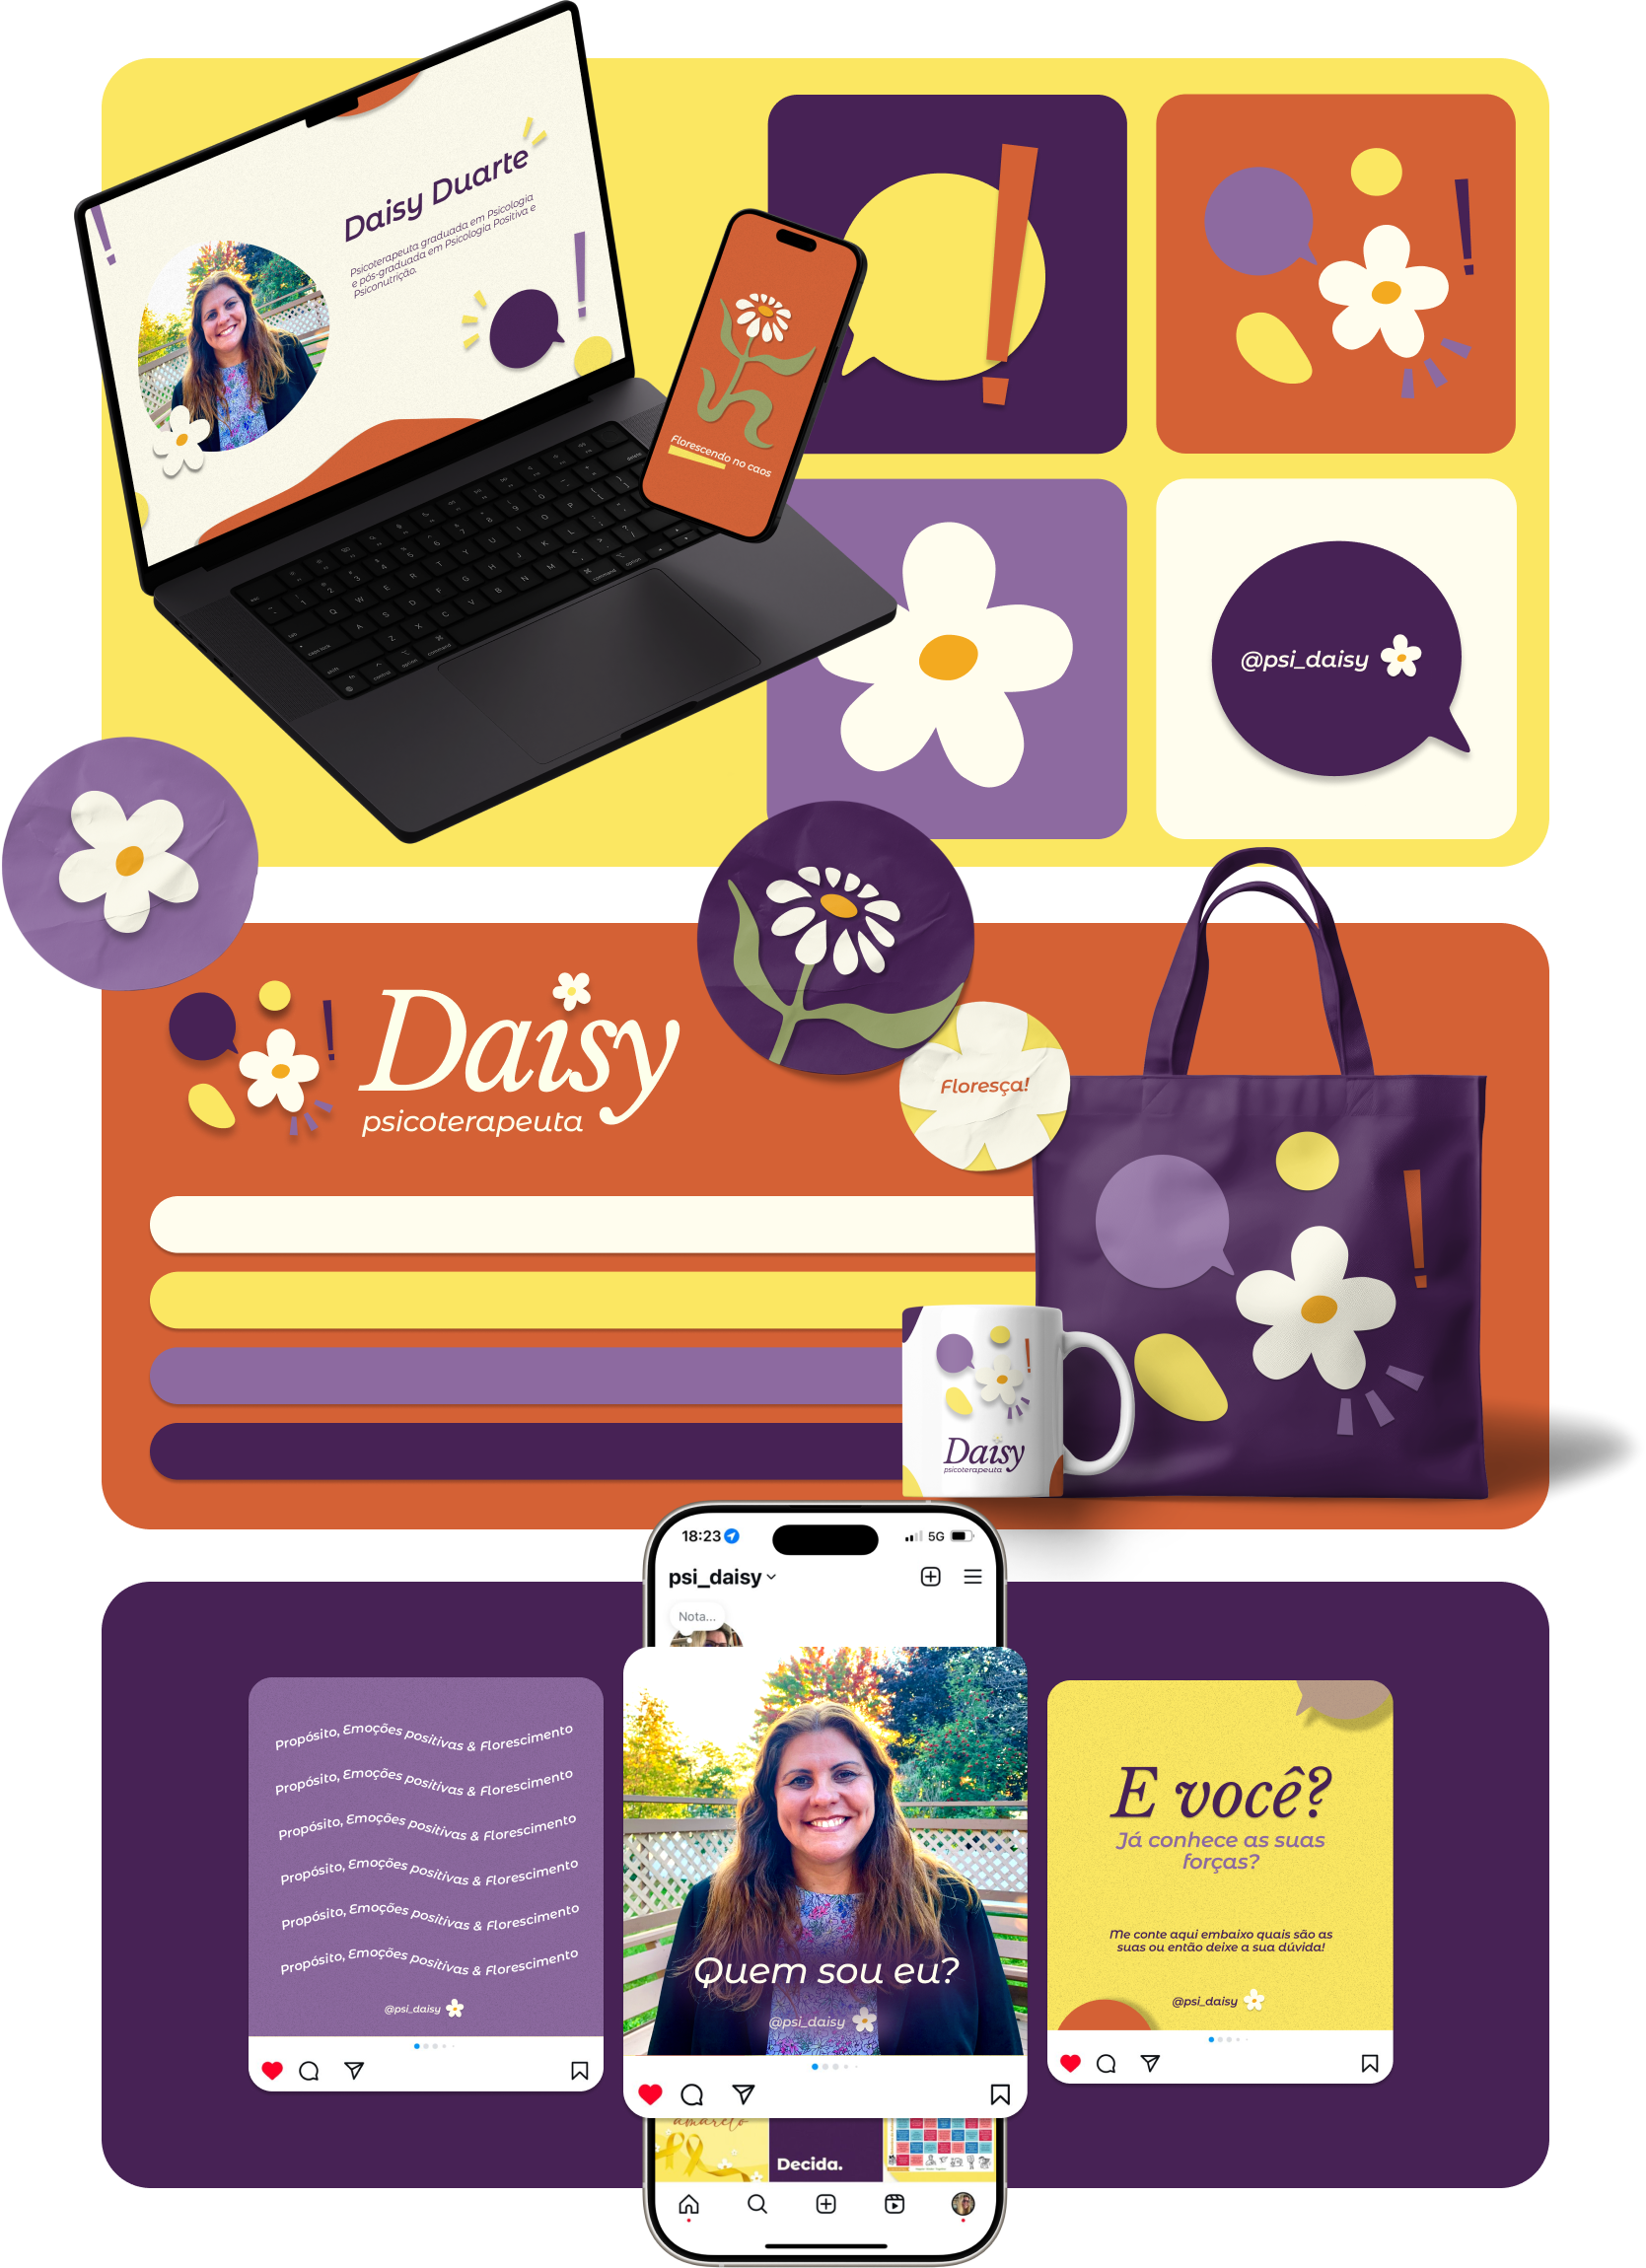 Daisy Duarte
Psicoterapeuta graduada em Psicologia
e pós-graduada em Psicologia Positiva e
Psiconutrição.
Florescendo no caos
@psi_daisy
Daisy
psicoterapeuta
Floresça!
Daisy
psicoterapeuta
18:23
5G
psi_daisy
Nota...
Propósito, Emoções positivas & Florescimento
Propósito, Emoções positivas & Florescimento
Propósito, Emoções positivas & Florescimento
Propósito, Emoções positivas & Florescimento
Propósito, Emoções positivas & Florescimento
Propósito, Emoções positivas & Florescimento
@psi_daisy
Quem sou eu?
@psi_daisy
E você?
Já conhece as suas
forças?
Me conte aqui embaixo quais são as
suas ou então deixe a sua dúvida!
@psi_daisy
amarelo
Decida.